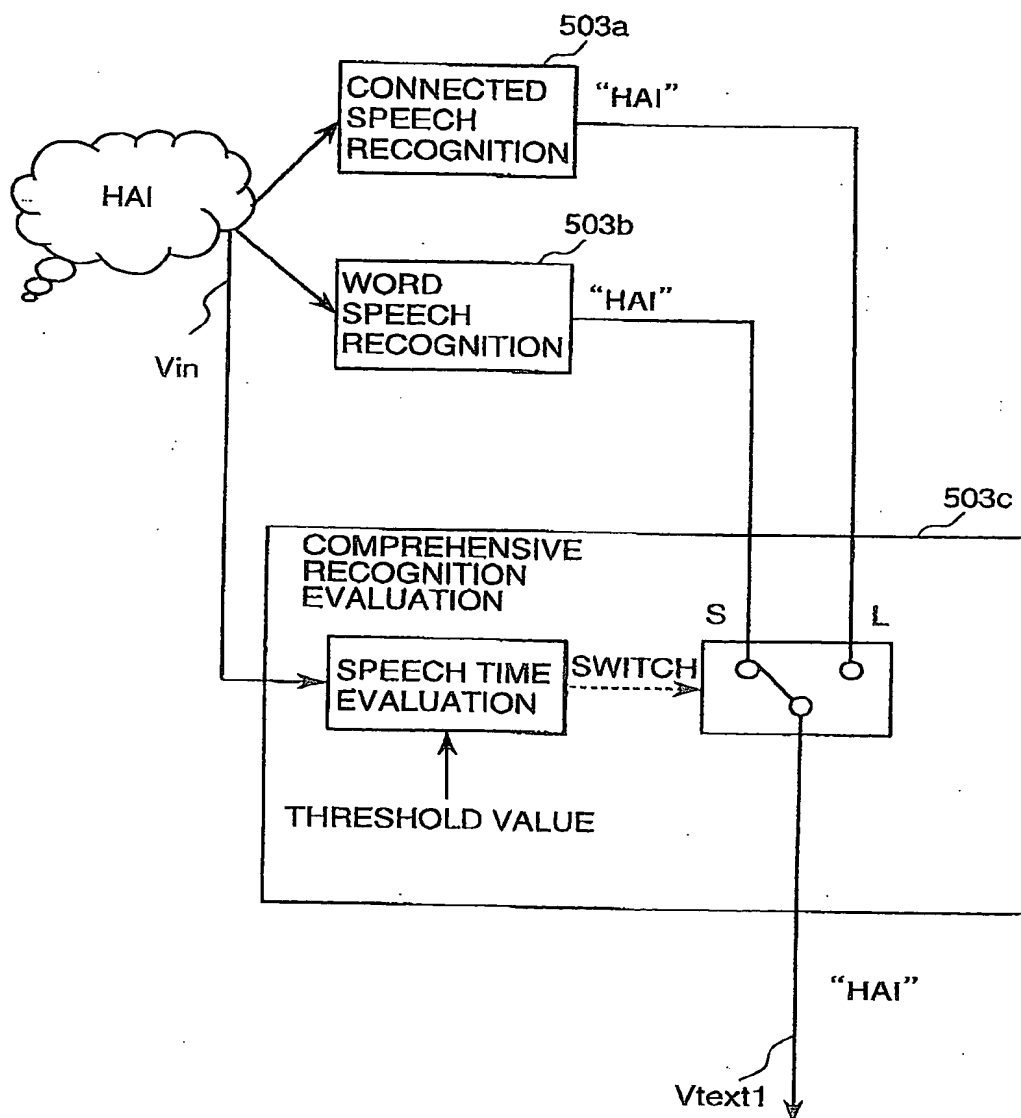 503a
CONNECTED
SPEECH
RECOGNITION
“HAI”
HAI
503b
WORD
SPEECH
RECOGNITION
“HAI”
Vin
503c
COMPREHENSIVE
RECOGNITION
EVALUATION
S
L
SPEECH TIME
EVALUATION
SWITCH
THRESHOLD VALUE
“HAI”
Vtext1